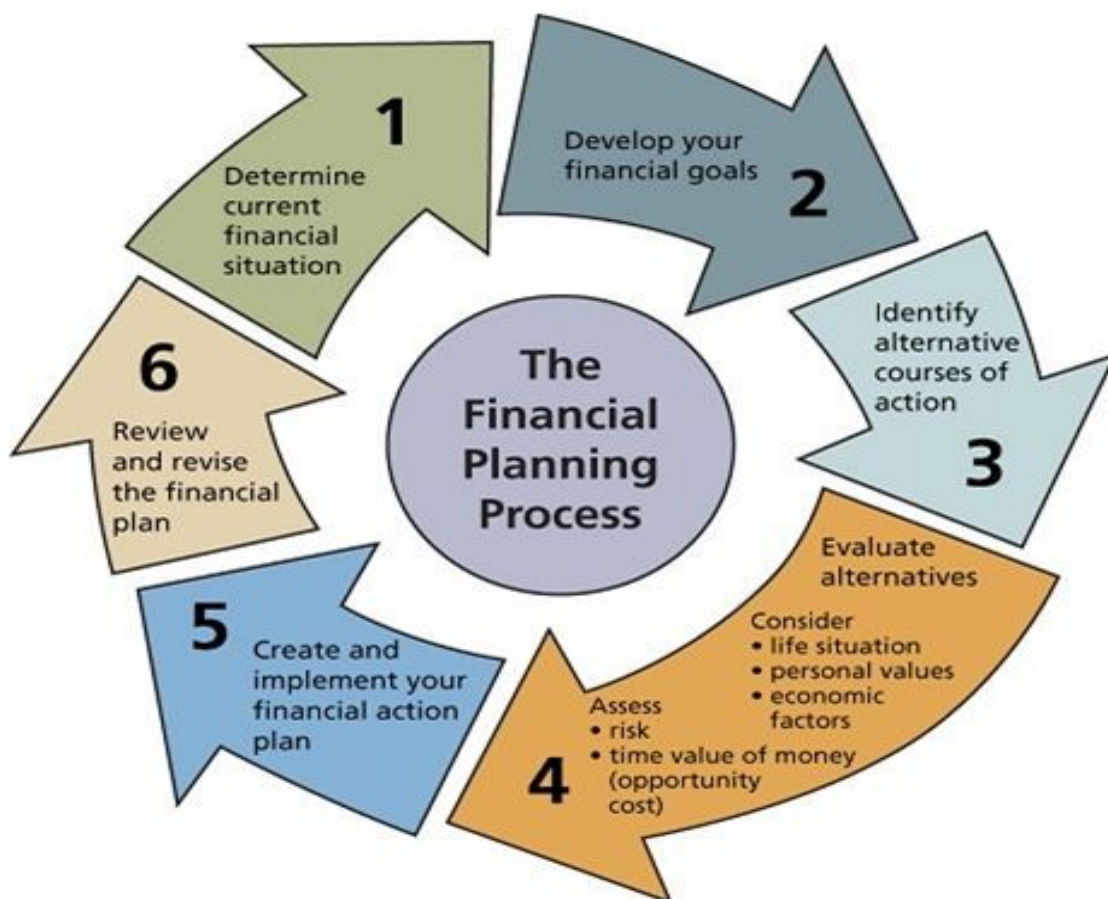 The
Financial
Planning
Process
1
Determine
current
financial
situation
Develop your
financial goals
2
Identify
alternative
courses of
action
3
Evaluate
alternatives
Consider
• life situation
• personal values
• economic
factors
Assess
• risk
• time value of money
(opportunity
cost)
4
5
Create and
implement your
financial action
plan
6
Review
and revise
the financial
plan